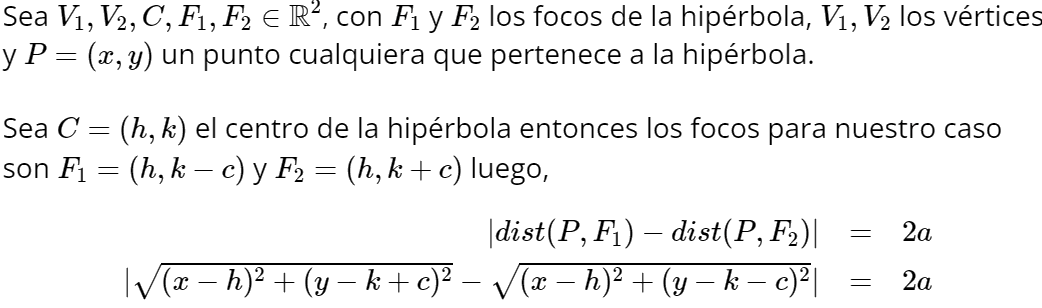 Sea $V_1, V_2, C, F_1, F_2 \in \mathbb{R}^2$, con $F_1$ y $F_2$ los focos de la hipérbola, $V_1, V_2$ los vértices
y $P = (x, y)$ un punto cualquiera que pertenece a la hipérbola.
Sea $C = (h, k)$ el centro de la hipérbola entonces los focos para nuestro caso
son $F_1 = (h, k - c)$ y $F_2 = (h, k + c)$ luego,
$|dist(P, F_1) - dist(P, F_2)| = 2a$
$|\sqrt{(x - h)^2 + (y - k + c)^2} - \sqrt{(x - h)^2 + (y - k - c)^2}| = 2a$